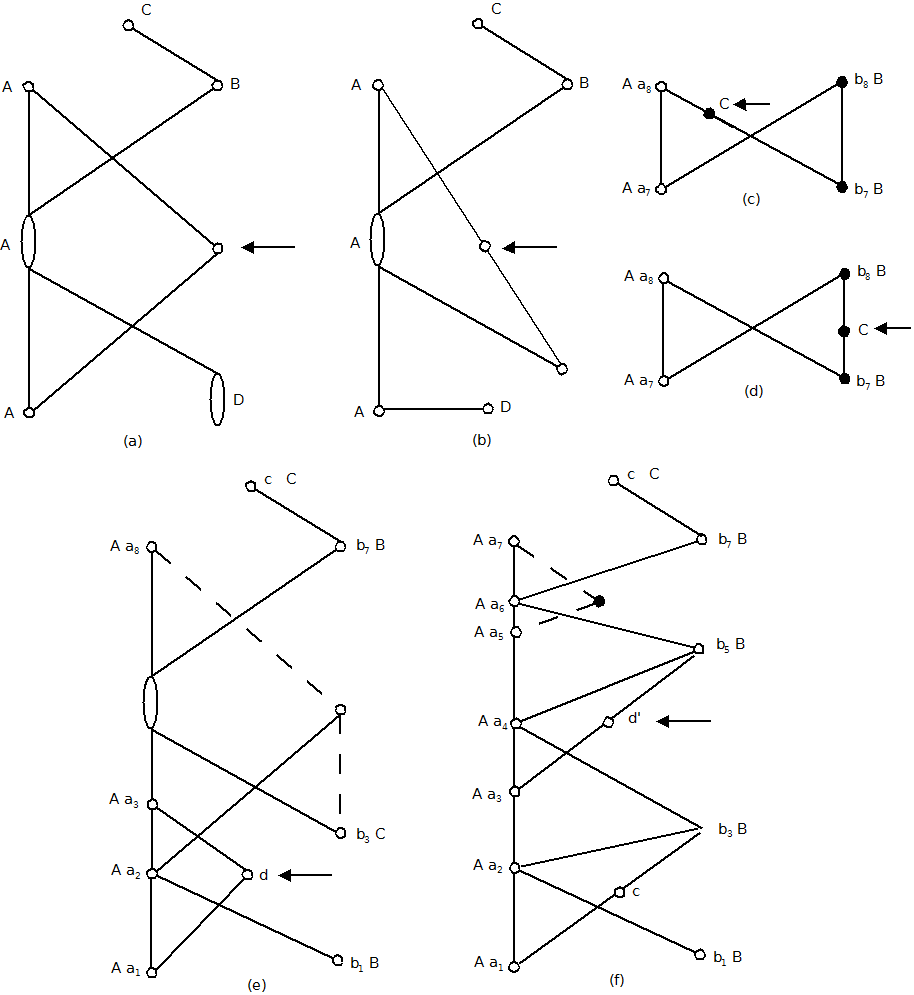 C
A
B
A
D
A
(a)
C
A
B
A
D
A
(b)
A a8
C
b8 B
A a7
b7 B
(c)
A a8
b8 B
C
A a7
b7 B
(d)
c C
A a8
b7 B
A a3
b3 C
A a2
d
A a1
b1 B
(e)
c C
A a7
b7 B
A a6
A a5
b5 B
A a4
d'
A a3
b3 B
A a2
c
A a1
b1 B
(f)